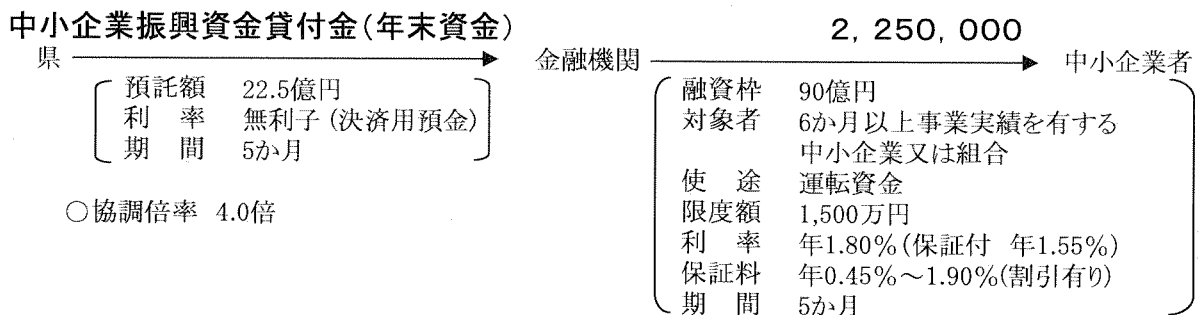 中小企業振興資金貸付金(年末資金) 2,250,000
県 金融機関 中小企業者
預託額 22.5億円
利 率 無利子(決済用預金)
期 間 5か月
○協調倍率 4.0倍
融資枠 90億円
対象者 6か月以上事業実績を有する
中小企業又は組合
使 途 運転資金
限度額 1,500万円
利 率 年1.80%(保証付 年1.55%)
保証料 年0.45%~1.90%(割引有り)
期 間 5か月